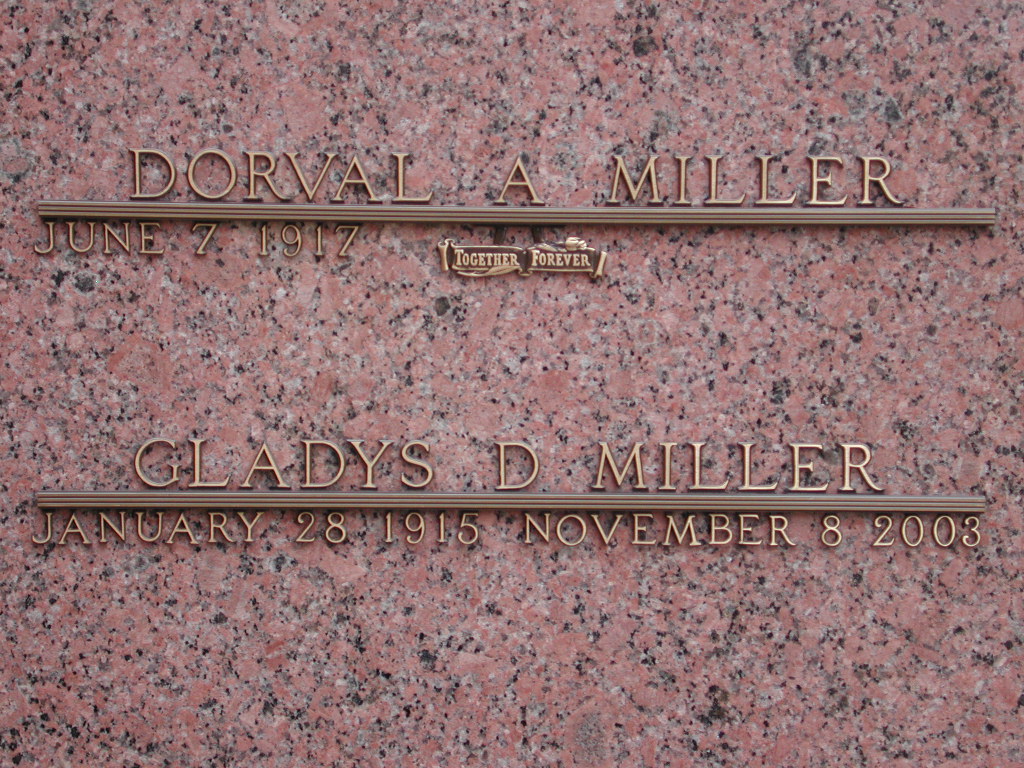 DORVAL A MILLER
JUNE 7 1917
TOGETHER FOREVER
GLADYS D MILLER
JANUARY 28 1915 NOVEMBER 8 2003